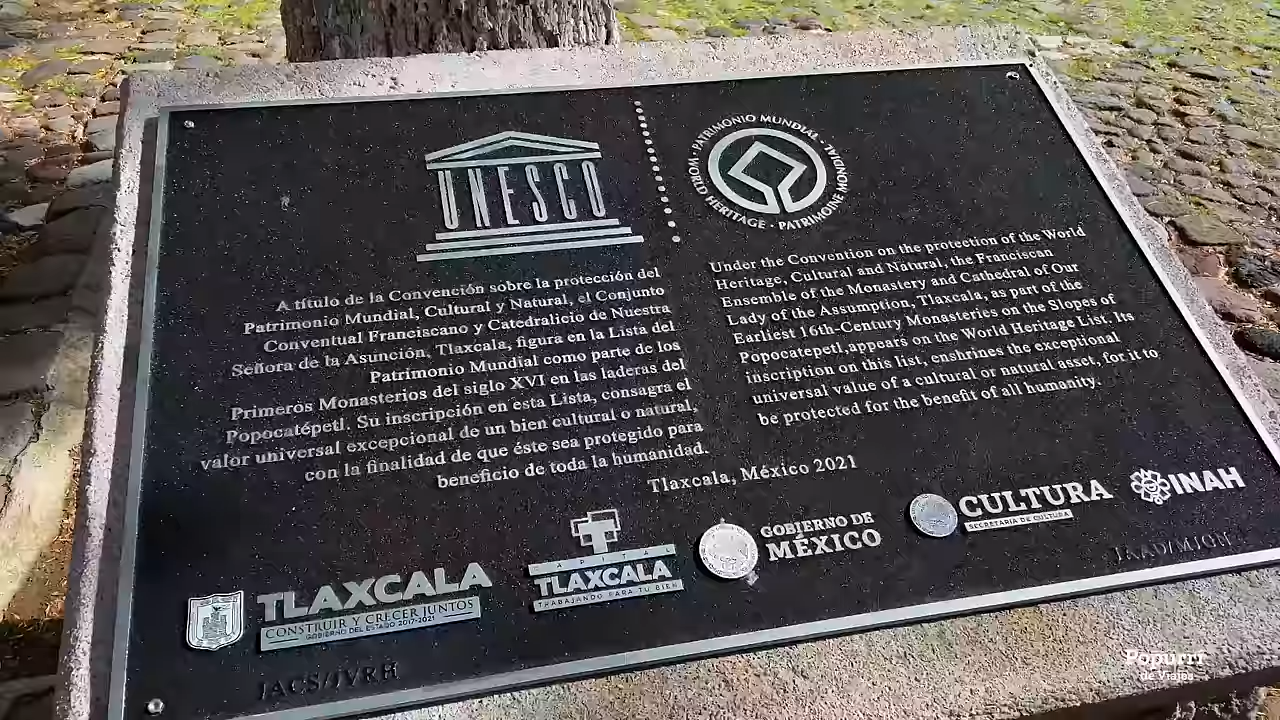 UNESCO
PATRIMONIO MUNDIAL · WORLD HERITAGE · PATRIMOINE MONDIAL
A título de la Convención sobre la protección del
Patrimonio Mundial, Cultural y Natural, el Conjunto
Conventual Franciscano y Catedralicio de Nuestra
Señora de la Asunción, Tlaxcala, figura en la Lista del
Patrimonio Mundial como parte de los
Primeros Monasterios del siglo XVI en las laderas del
Popocatépetl. Su inscripción en esta Lista, consagra el
valor universal excepcional de un bien cultural o natural,
con la finalidad de que éste sea protegido para
beneficio de toda la humanidad.
Under the Convention on the protection of the World
Heritage, Cultural and Natural, the Franciscan
Ensemble of the Monastery and Cathedral of Our
Lady of the Assumption, Tlaxcala, as part of the
Earliest 16th-Century Monasteries on the Slopes of
Popocatepetl,appears on the World Heritage List. Its
inscription on this list, enshrines the exceptional
universal value of a cultural or natural asset, for it to
be protected for the benefit of all humanity.
Tlaxcala, México 2021
TLAXCALA
CONSTRUIR Y CRECER JUNTOS
GOBIERNO DEL ESTADO 2017-2021
CAPITAL
TLAXCALA
TRABAJANDO PARA TU BIEN
GOBIERNO DE
MÉXICO
CULTURA
SECRETARÍA DE CULTURA
INAH
JACS/JVRH
Popurrí
de Viajes